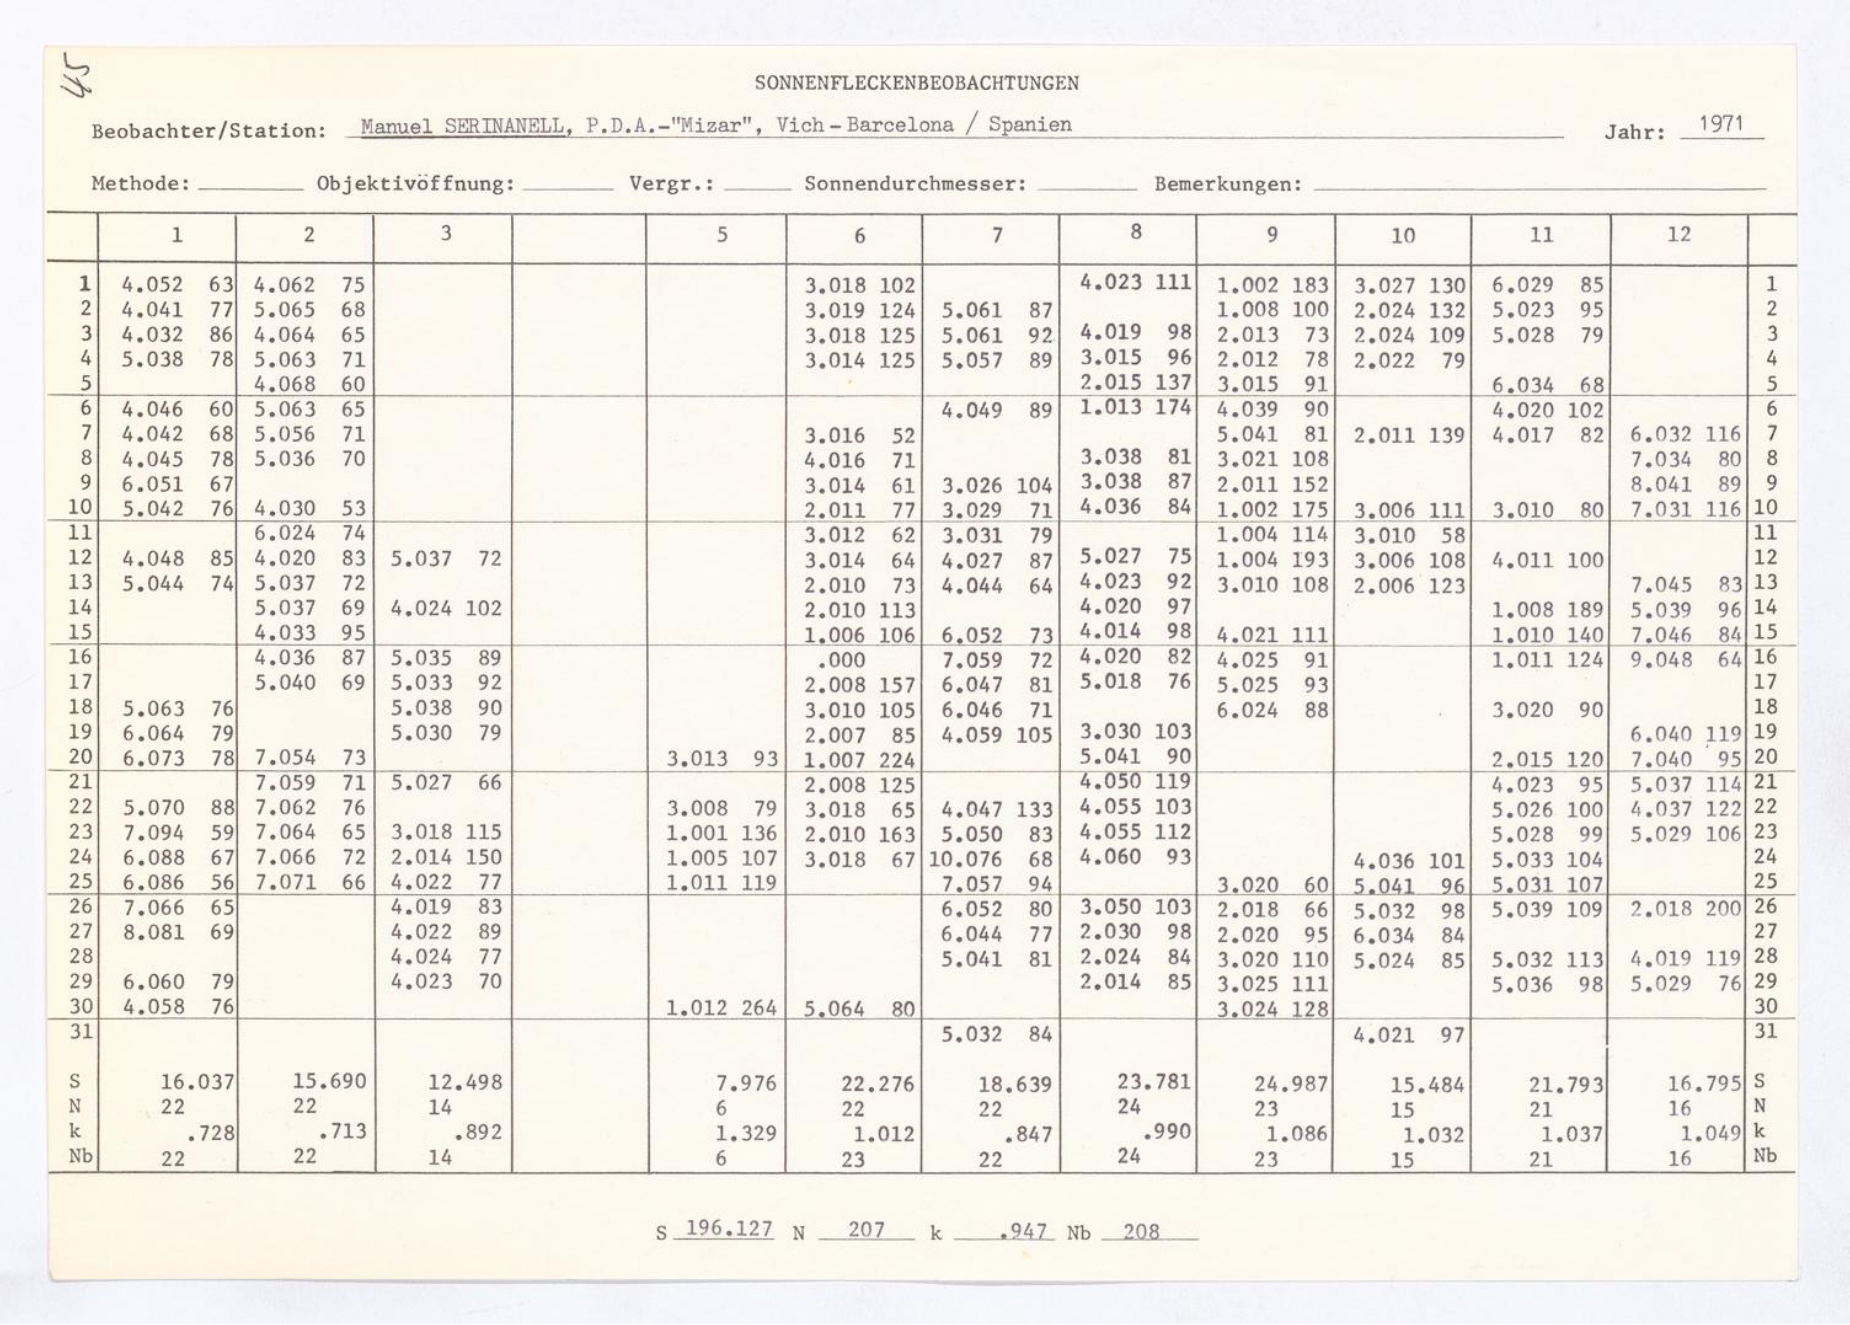 45
SONNENFLECKENBEOBACHTUNGEN
Beobachter/Station: Manuel SERINANELL, P.D.A.-"Mizar", Vich-Barcelona / Spanien Jahr: 1971
Methode: Objektivöffnung: Vergr.: Sonnendurchmesser: Bemerkungen:
1 2 3 5 6 7 8 9 10 11 12
1 4.052 63 4.062 75 3.018 102 4.023 111 1.002 183 3.027 130 6.029 85 1
2 4.041 77 5.065 68 3.019 124 5.061 87 1.008 100 2.024 132 5.023 95 2
3 4.032 86 4.064 65 3.018 125 5.061 92 4.019 98 2.013 73 2.024 109 5.028 79 3
4 5.038 78 5.063 71 3.014 125 5.057 89 3.015 96 2.012 78 2.022 79 4
5 4.068 60 2.015 137 3.015 91 6.034 68 5
6 4.046 60 5.063 65 4.049 89 1.013 174 4.039 90 4.020 102 6
7 4.042 68 5.056 71 3.016 52 5.041 81 2.011 139 4.017 82 6.032 116 7
8 4.045 78 5.036 70 4.016 71 3.038 81 3.021 108 7.034 80 8
9 6.051 67 3.014 61 3.026 104 3.038 87 2.011 152 8.041 89 9
10 5.042 76 4.030 53 2.011 77 3.029 71 4.036 84 1.002 175 3.006 111 3.010 80 7.031 116 10
11 6.024 74 3.012 62 3.031 79 1.004 114 3.010 58 11
12 4.048 85 4.020 83 5.037 72 3.014 64 4.027 87 5.027 75 1.004 193 3.006 108 4.011 100 12
13 5.044 74 5.037 72 2.010 73 4.044 64 4.023 92 3.010 108 2.006 123 7.045 83 13
14 5.037 69 4.024 102 2.010 113 4.020 97 1.008 189 5.039 96 14
15 4.033 95 1.006 106 6.052 73 4.014 98 4.021 111 1.010 140 7.046 84 15
16 4.036 87 5.035 89 .000 7.059 72 4.020 82 4.025 91 1.011 124 9.048 64 16
17 5.040 69 5.033 92 2.008 157 6.047 81 5.018 76 5.025 93 17
18 5.063 76 5.038 90 3.010 105 6.046 71 6.024 88 3.020 90 18
19 6.064 79 5.030 79 2.007 85 4.059 105 3.030 103 6.040 119 19
20 6.073 78 7.054 73 3.013 93 1.007 224 5.041 90 2.015 120 7.040 95 20
21 7.059 71 5.027 66 2.008 125 4.050 119 4.023 95 5.037 114 21
22 5.070 88 7.062 76 3.008 79 3.018 65 4.047 133 4.055 103 5.026 100 4.037 122 22
23 7.094 59 7.064 65 3.018 115 1.001 136 2.010 163 5.050 83 4.055 112 5.028 99 5.029 106 23
24 6.088 67 7.066 72 2.014 150 1.005 107 3.018 67 10.076 68 4.060 93 4.036 101 5.033 104 24
25 6.086 56 7.071 66 4.022 77 1.011 119 7.057 94 3.020 60 5.041 96 5.031 107 25
26 7.066 65 4.019 83 6.052 80 3.050 103 2.018 66 5.032 98 5.039 109 2.018 200 26
27 8.081 69 4.022 89 6.044 77 2.030 98 2.020 95 6.034 84 27
28 4.024 77 5.041 81 2.024 84 3.020 110 5.024 85 5.032 113 4.019 119 28
29 6.060 79 4.023 70 2.014 85 3.025 111 5.036 98 5.029 76 29
30 4.058 76 1.012 264 5.064 80 3.024 128 30
31 5.032 84 4.021 97 31
S 16.037 15.690 12.498 7.976 22.276 18.639 23.781 24.987 15.484 21.793 16.795 S
N 22 22 14 6 22 22 24 23 15 21 16 N
k .728 .713 .892 1.329 1.012 .847 .990 1.086 1.032 1.037 1.049 k
Nb 22 22 14 6 23 22 24 23 15 21 16 Nb
S 196.127 N 207 k .947 Nb 208